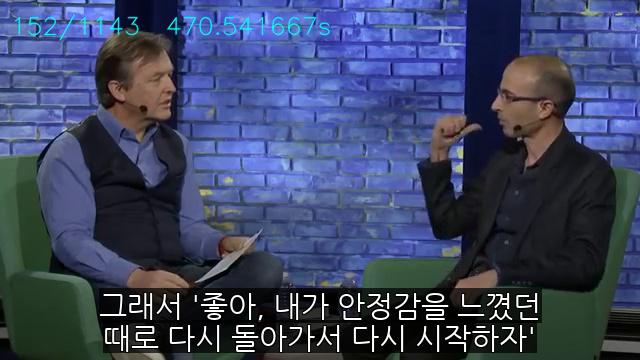 152/1143 470.541667s
그래서 '좋아, 내가 안정감을 느꼈던
때로 다시 돌아가서 다시 시작하자'